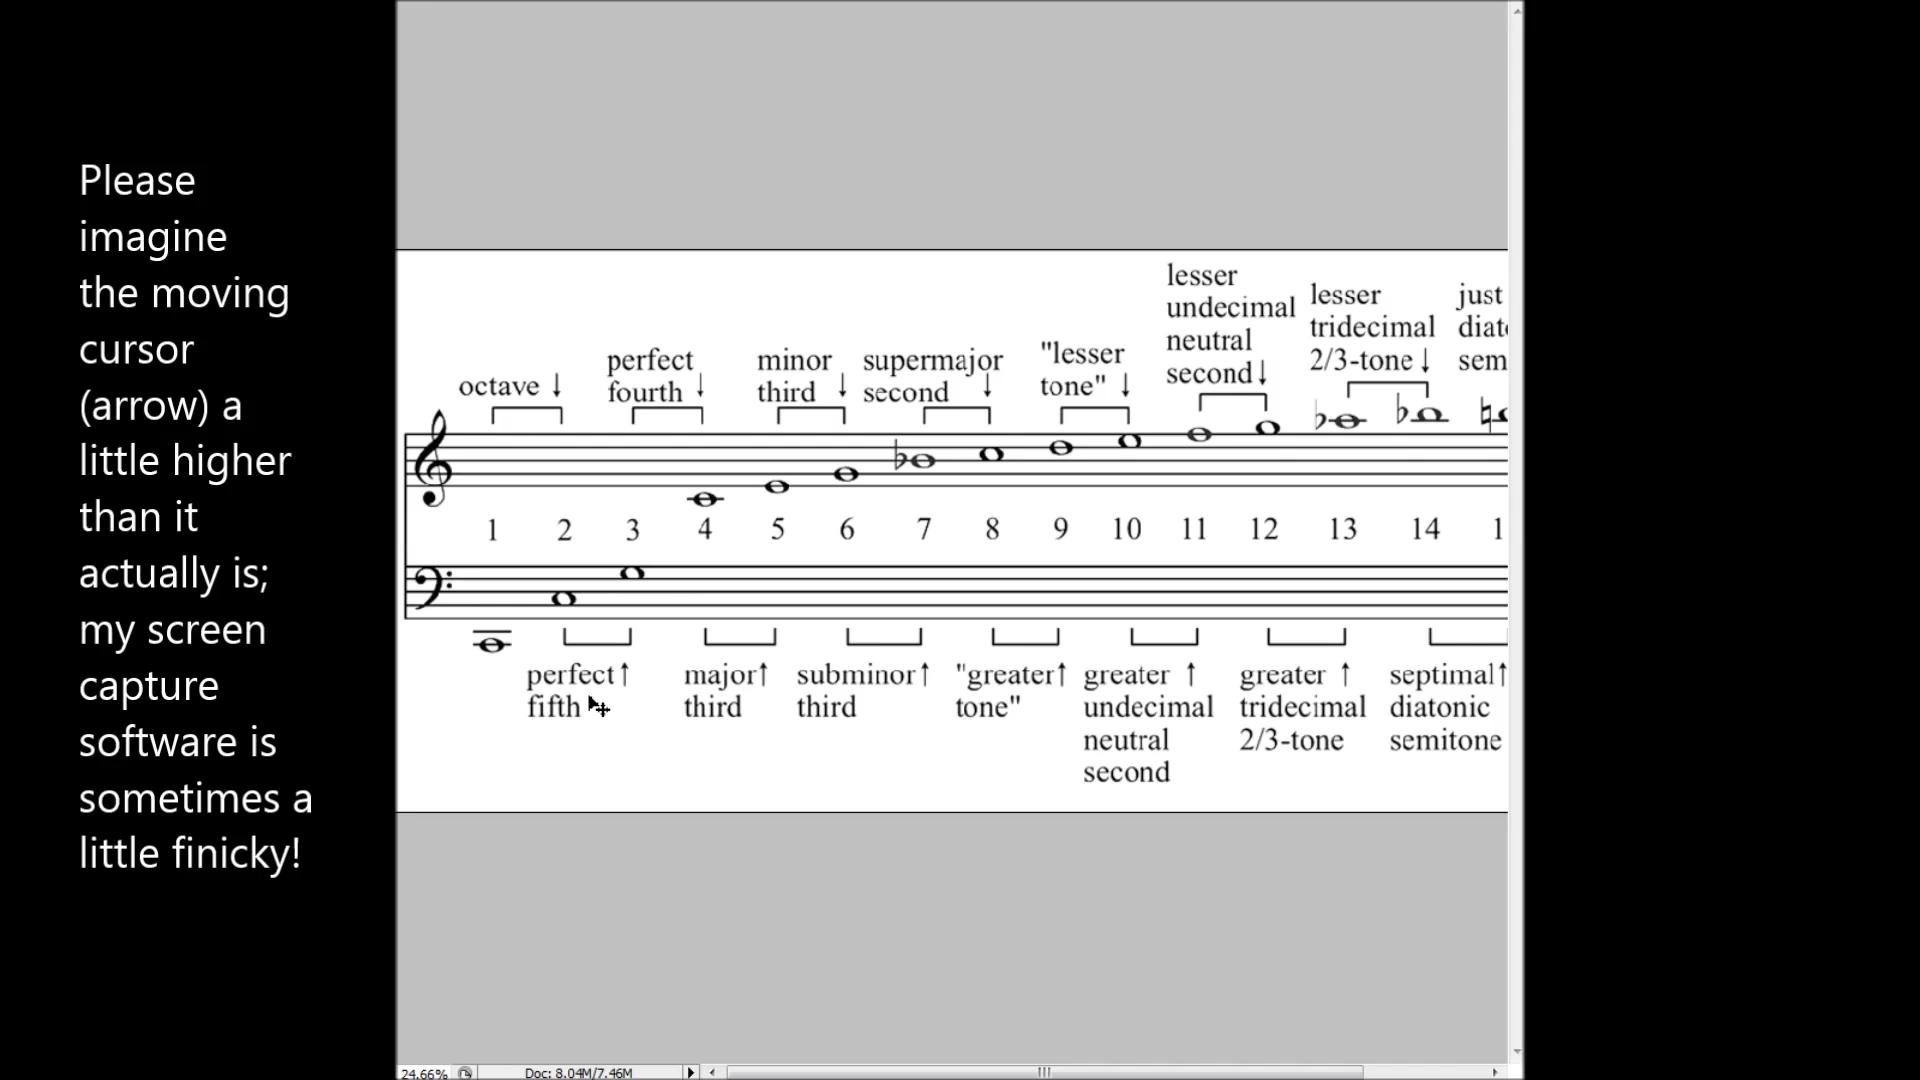 Please
imagine
the moving
cursor
(arrow) a
little higher
than it
actually is;
my screen
capture
software is
sometimes a
little finicky!
octave ↓
perfect
fourth ↓
minor
third ↓
supermajor
second ↓
"lesser
tone" ↓
lesser
undecimal
neutral
second↓
lesser
tridecimal
2/3-tone↓
just
diat
sem
1 2 3 4 5 6 7 8 9 10 11 12 13 14 1
perfect↑
fifth
major↑
third
subminor↑
third
"greater↑
tone"
greater ↑
undecimal
neutral
second
greater ↑
tridecimal
2/3-tone
septimal↑
diatonic
semitone
24.66% Doc: 8.04M/7.46M